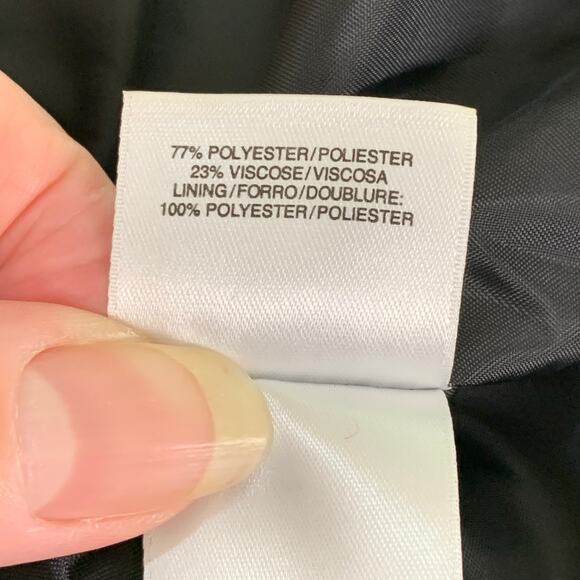 77% POLYESTER/POLIESTER
23% VISCOSE/VISCOSA
LINING/FORRO/DOUBLURE:
100% POLYESTER/POLIESTER